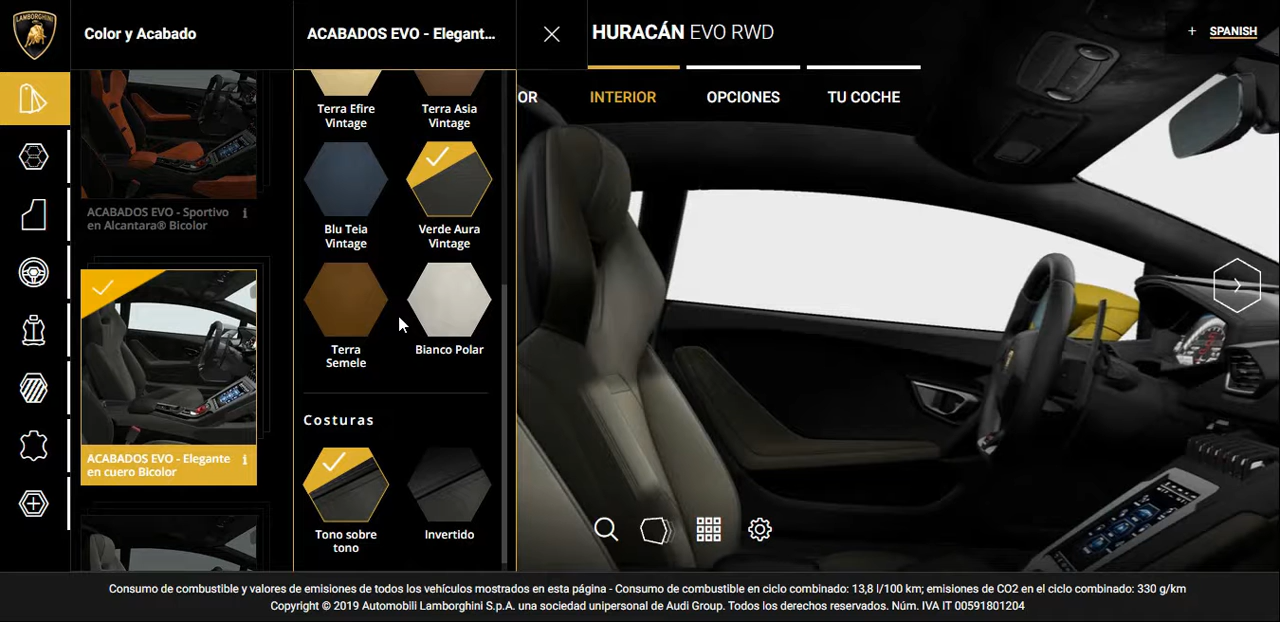 LAMBORGHINI
Color y Acabado
ACABADOS EVO - Elegant...
HURACÁN EVO RWD
+ SPANISH
OR
INTERIOR
OPCIONES
TU COCHE
ACABADOS EVO - Sportivo
en Alcantara® Bicolor
i
ACABADOS EVO - Elegante
en cuero Bicolor
i
Terra Efire
Vintage
Terra Asia
Vintage
Blu Teia
Vintage
Verde Aura
Vintage
Terra
Semele
Bianco Polar
Costuras
Tono sobre
tono
Invertido
Consumo de combustible y valores de emisiones de todos los vehículos mostrados en esta página - Consumo de combustible en ciclo combinado: 13,8 l/100 km; emisiones de CO2 en el ciclo combinado: 330 g/km
Copyright © 2019 Automobili Lamborghini S.p.A. una sociedad unipersonal de Audi Group. Todos los derechos reservados. Núm. IVA IT 00591801204